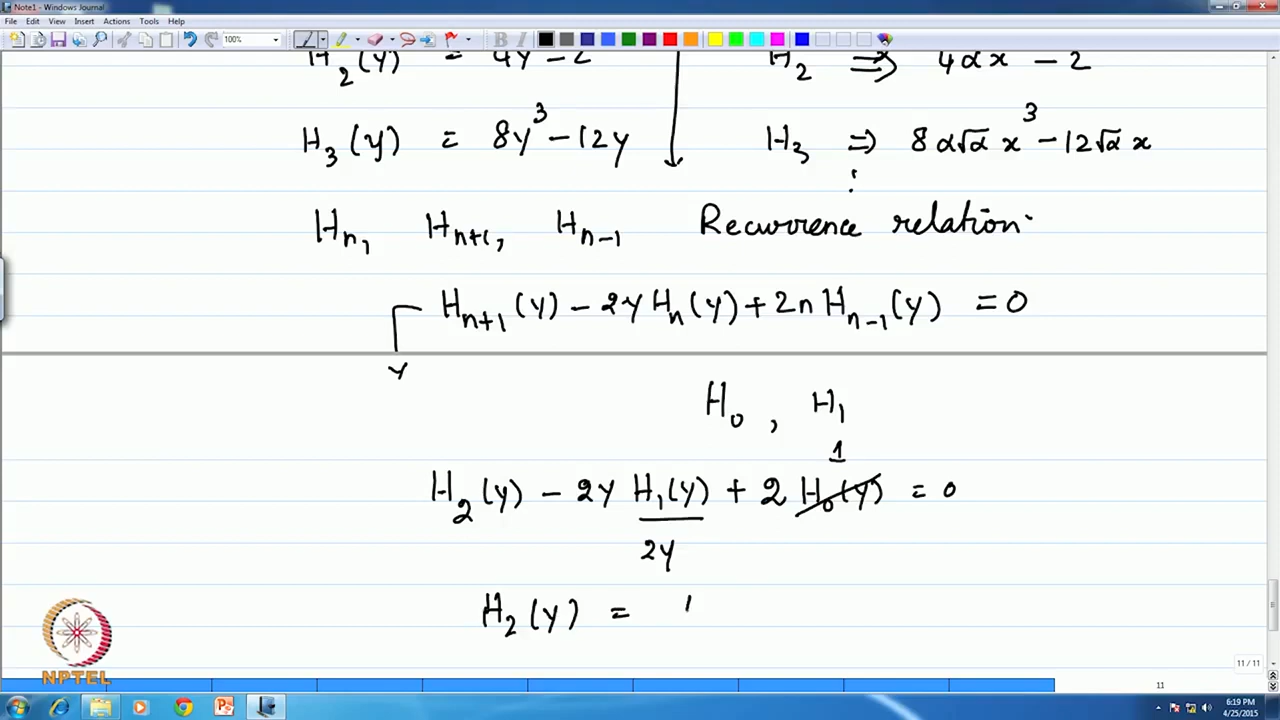 Note1 - Windows Journal
File Edit View Insert Actions Tools Help
100%
H₂(y) = 4y - 2 H₂ ⇒ 4αx - 2
H₃(y) = 8y³ - 12y H₃ ⇒ 8α√α x³ - 12√α x
⋮
Hₙ, Hₙ₊₁, Hₙ₋₁ Recurrence relation.
Hₙ₊₁(y) - 2y Hₙ(y) + 2n Hₙ₋₁(y) = 0
y
H₀ , H₁
1
H₂(y) - 2y H₁(y) + 2 H₀(y) = 0
2y
H₂(y) =
NPTEL
11 / 11
11
6:19 PM
4/25/2015